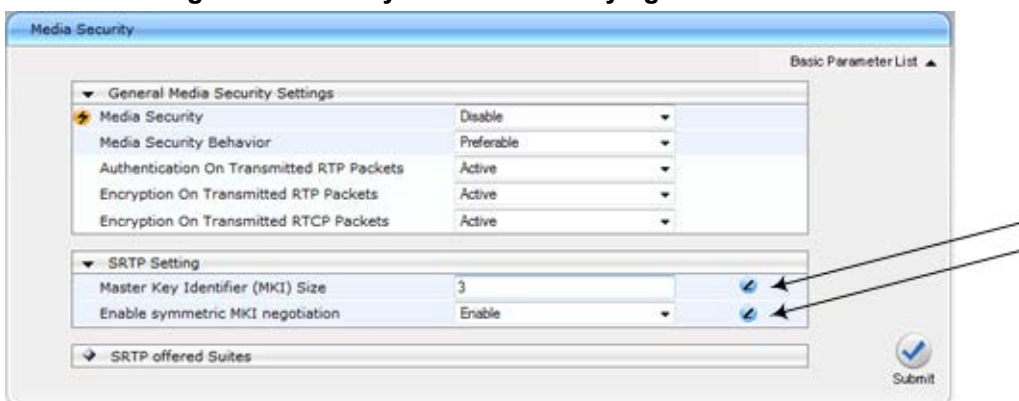 Media Security
Basic Parameter List
General Media Security Settings
Media Security Disable
Media Security Behavior Preferable
Authentication On Transmitted RTP Packets Active
Encryption On Transmitted RTP Packets Active
Encryption On Transmitted RTCP Packets Active
SRTP Setting
Master Key Identifier (MKI) Size 3
Enable symmetric MKI negotiation Enable
SRTP offered Suites
Submit